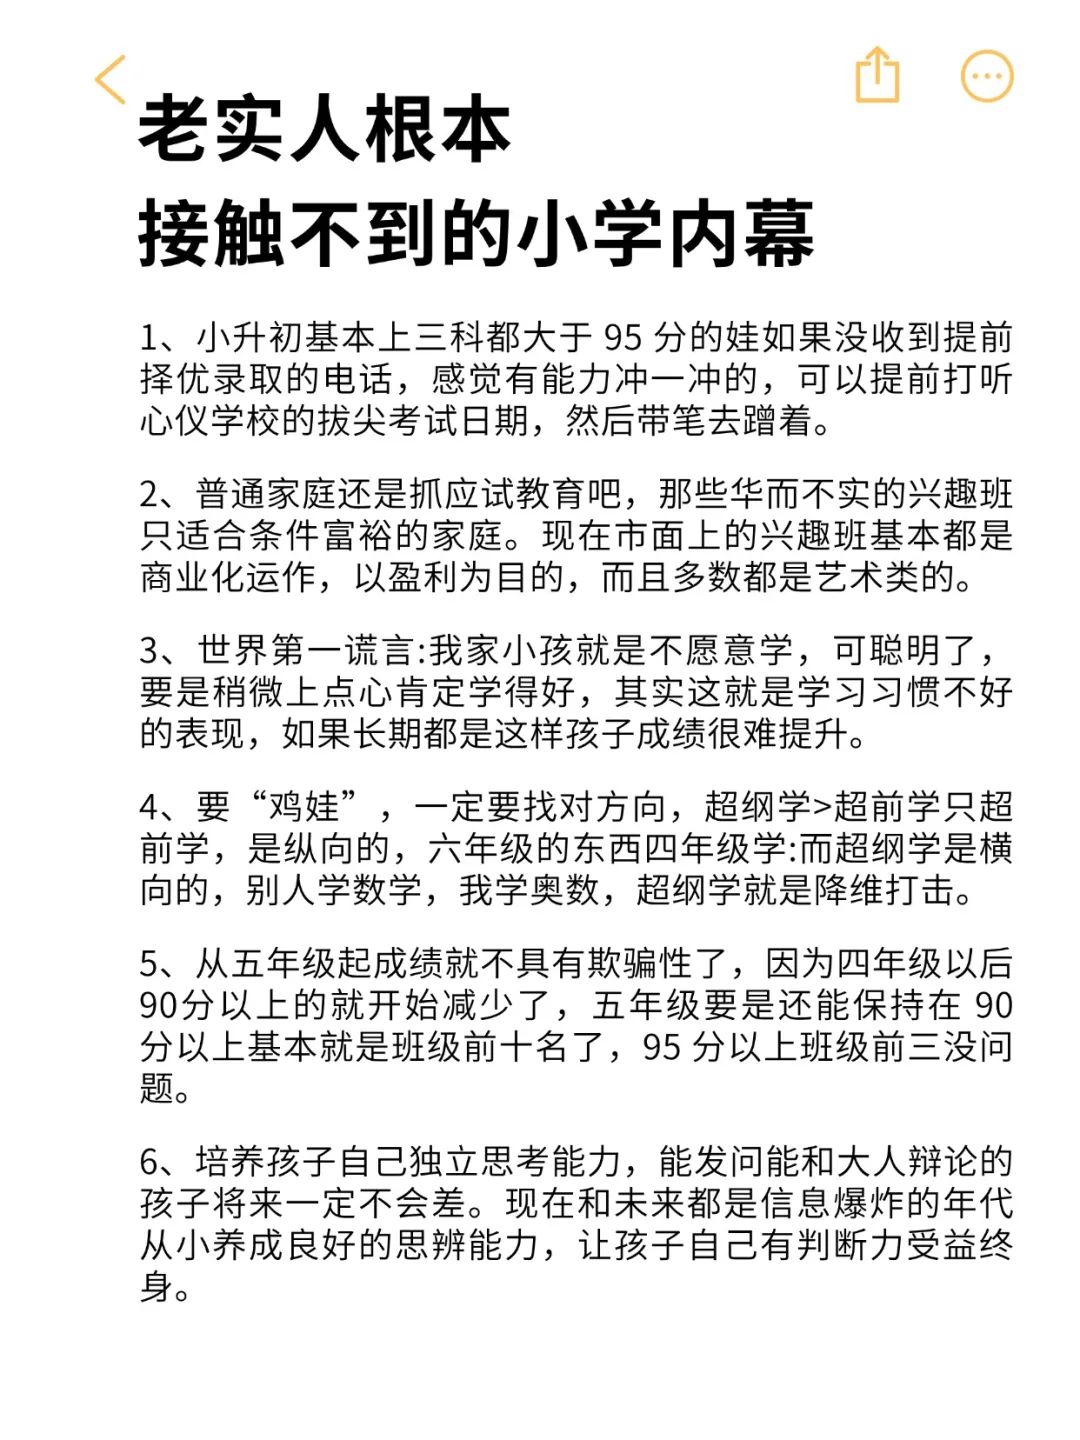 老实人根本
接触不到的小学内幕
1、小升初基本上三科都大于 95 分的娃如果没收到提前
择优录取的电话，感觉有能力冲一冲的，可以提前打听
心仪学校的拔尖考试日期，然后带笔去蹭着。
2、普通家庭还是抓应试教育吧，那些华而不实的兴趣班
只适合条件富裕的家庭。现在市面上的兴趣班基本都是
商业化运作，以盈利为目的，而且多数都是艺术类的。
3、世界第一谎言:我家小孩就是不愿意学，可聪明了，
要是稍微上点心肯定学得好，其实这就是学习习惯不好
的表现，如果长期都是这样孩子成绩很难提升。
4、要“鸡娃”，一定要找对方向，超纲学>超前学只超
前学，是纵向的，六年级的东西四年级学:而超纲学是横
向的，别人学数学，我学奥数，超纲学就是降维打击。
5、从五年级起成绩就不具有欺骗性了，因为四年级以后
90分以上的就开始减少了，五年级要是还能保持在 90
分以上基本就是班级前十名了，95 分以上班级前三没问
题。
6、培养孩子自己独立思考能力，能发问能和大人辩论的
孩子将来一定不会差。现在和未来都是信息爆炸的年代
从小养成良好的思辨能力，让孩子自己有判断力受益终
身。